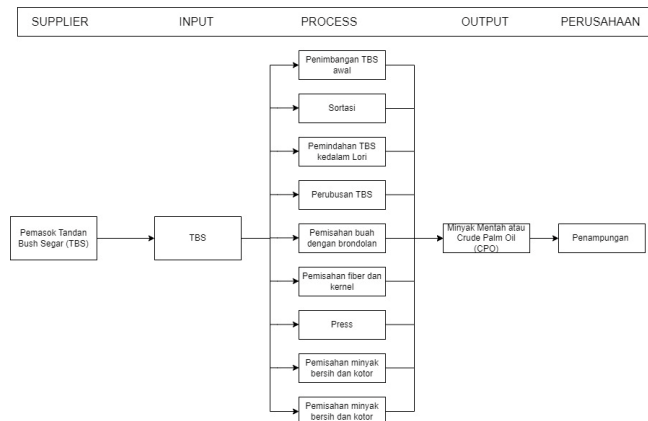 SUPPLIER INPUT PROCESS OUTPUT PERUSAHAAN
Penimbangan TBS
awal
Sortasi
Pemindahan TBS
kedalam Lori
Perubusan TBS
Pemasok Tandan
Bush Segar (TBS)
TBS
Pemisahan buah
dengan brondolan
Minyak Mentah atau
Crude Palm Oil
(CPO)
Penampungan
Pemisahan fiber dan
kernel
Press
Pemisahan minyak
bersih dan kotor
Pemisahan minyak
bersih dan kotor